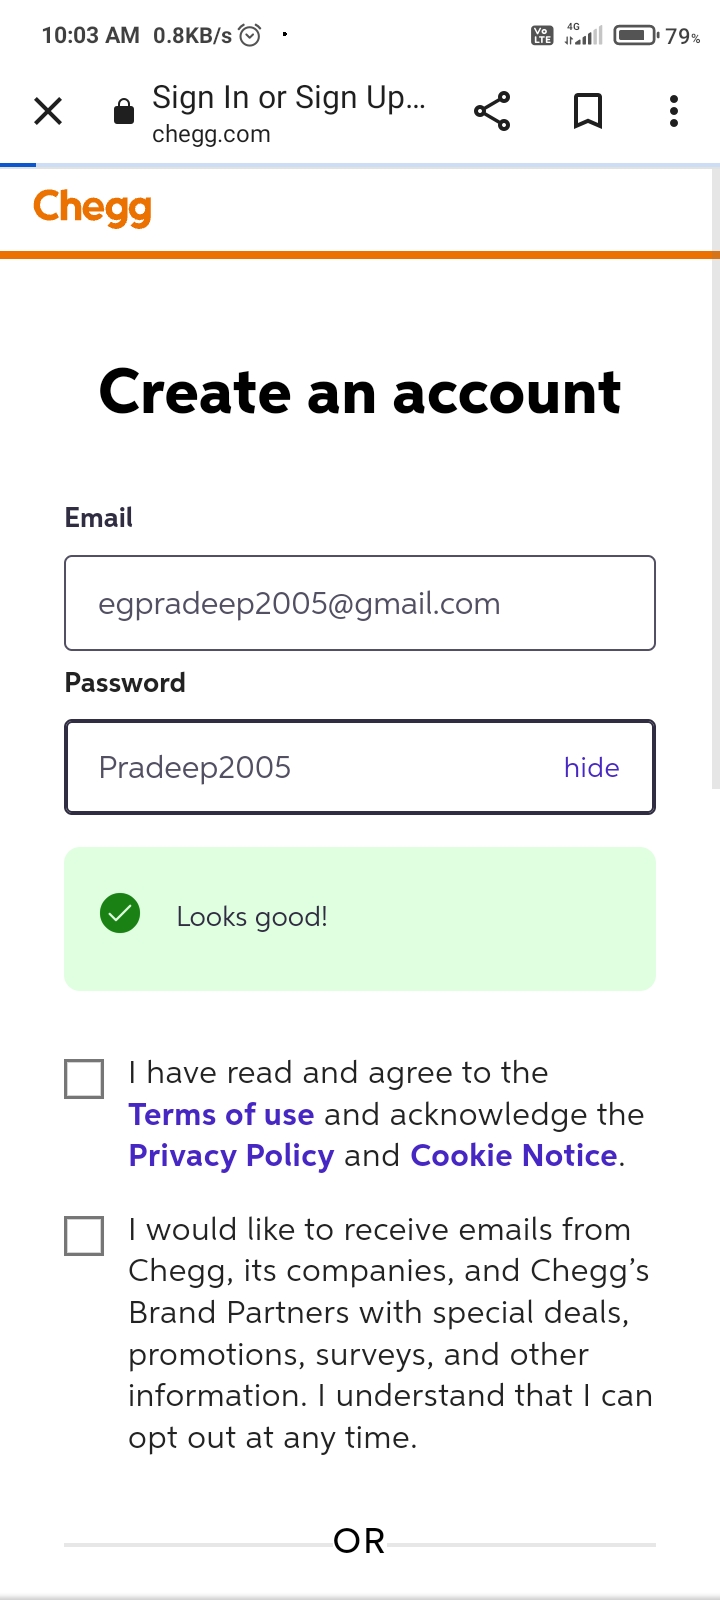 10:03 AM 0.8KB/s
Vo LTE 4G 79%
Sign In or Sign Up...
chegg.com
Chegg
Create an account
Email
egpradeep2005@gmail.com
Password
Pradeep2005 hide
Looks good!
I have read and agree to the
Terms of use and acknowledge the
Privacy Policy and Cookie Notice.
I would like to receive emails from
Chegg, its companies, and Chegg’s
Brand Partners with special deals,
promotions, surveys, and other
information. I understand that I can
opt out at any time.
OR